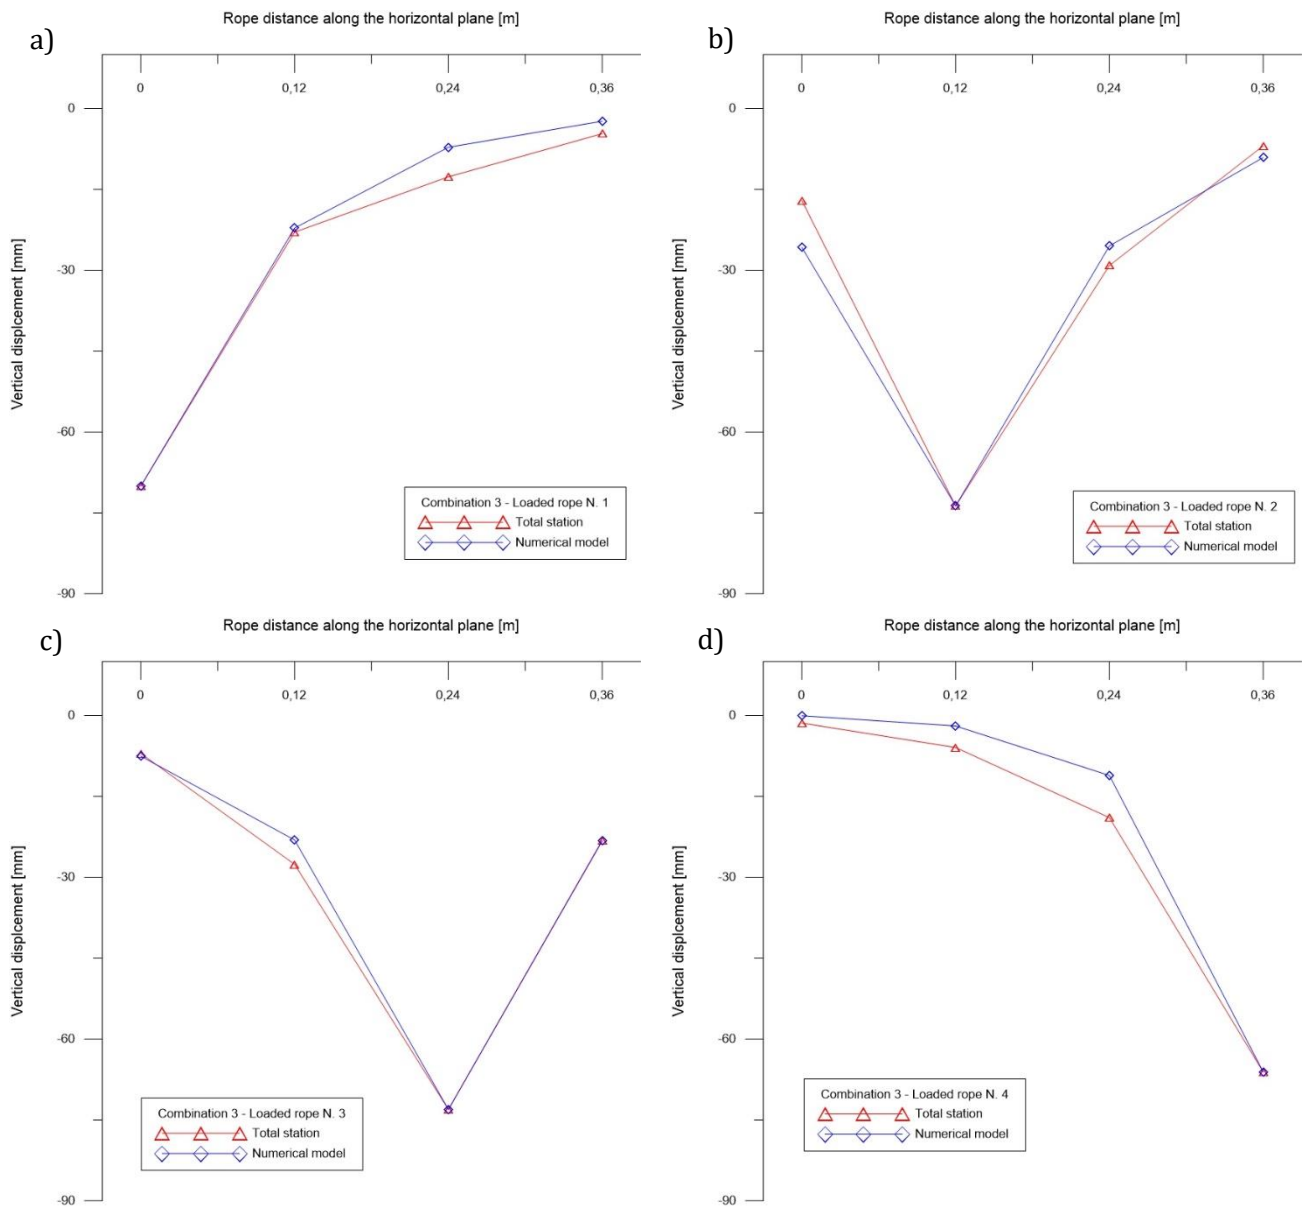 Rope distance along the horizontal plane [m]
a)
0 0,12 0,24 0,36
0
-30
-60
-90
Vertical displcement [mm]
Combination 3 - Loaded rope N. 1
Total station
Numerical model
Rope distance along the horizontal plane [m]
b)
0 0,12 0,24 0,36
0
-30
-60
-90
Vertical displcement [mm]
Combination 3 - Loaded rope N. 2
Total station
Numerical model
Rope distance along the horizontal plane [m]
c)
0 0,12 0,24 0,36
0
-30
-60
-90
Vertical displcement [mm]
Combination 3 - Loaded rope N. 3
Total station
Numerical model
Rope distance along the horizontal plane [m]
d)
0 0,12 0,24 0,36
0
-30
-60
-90
Vertical displcement [mm]
Combination 3 - Loaded rope N. 4
Total station
Numerical model